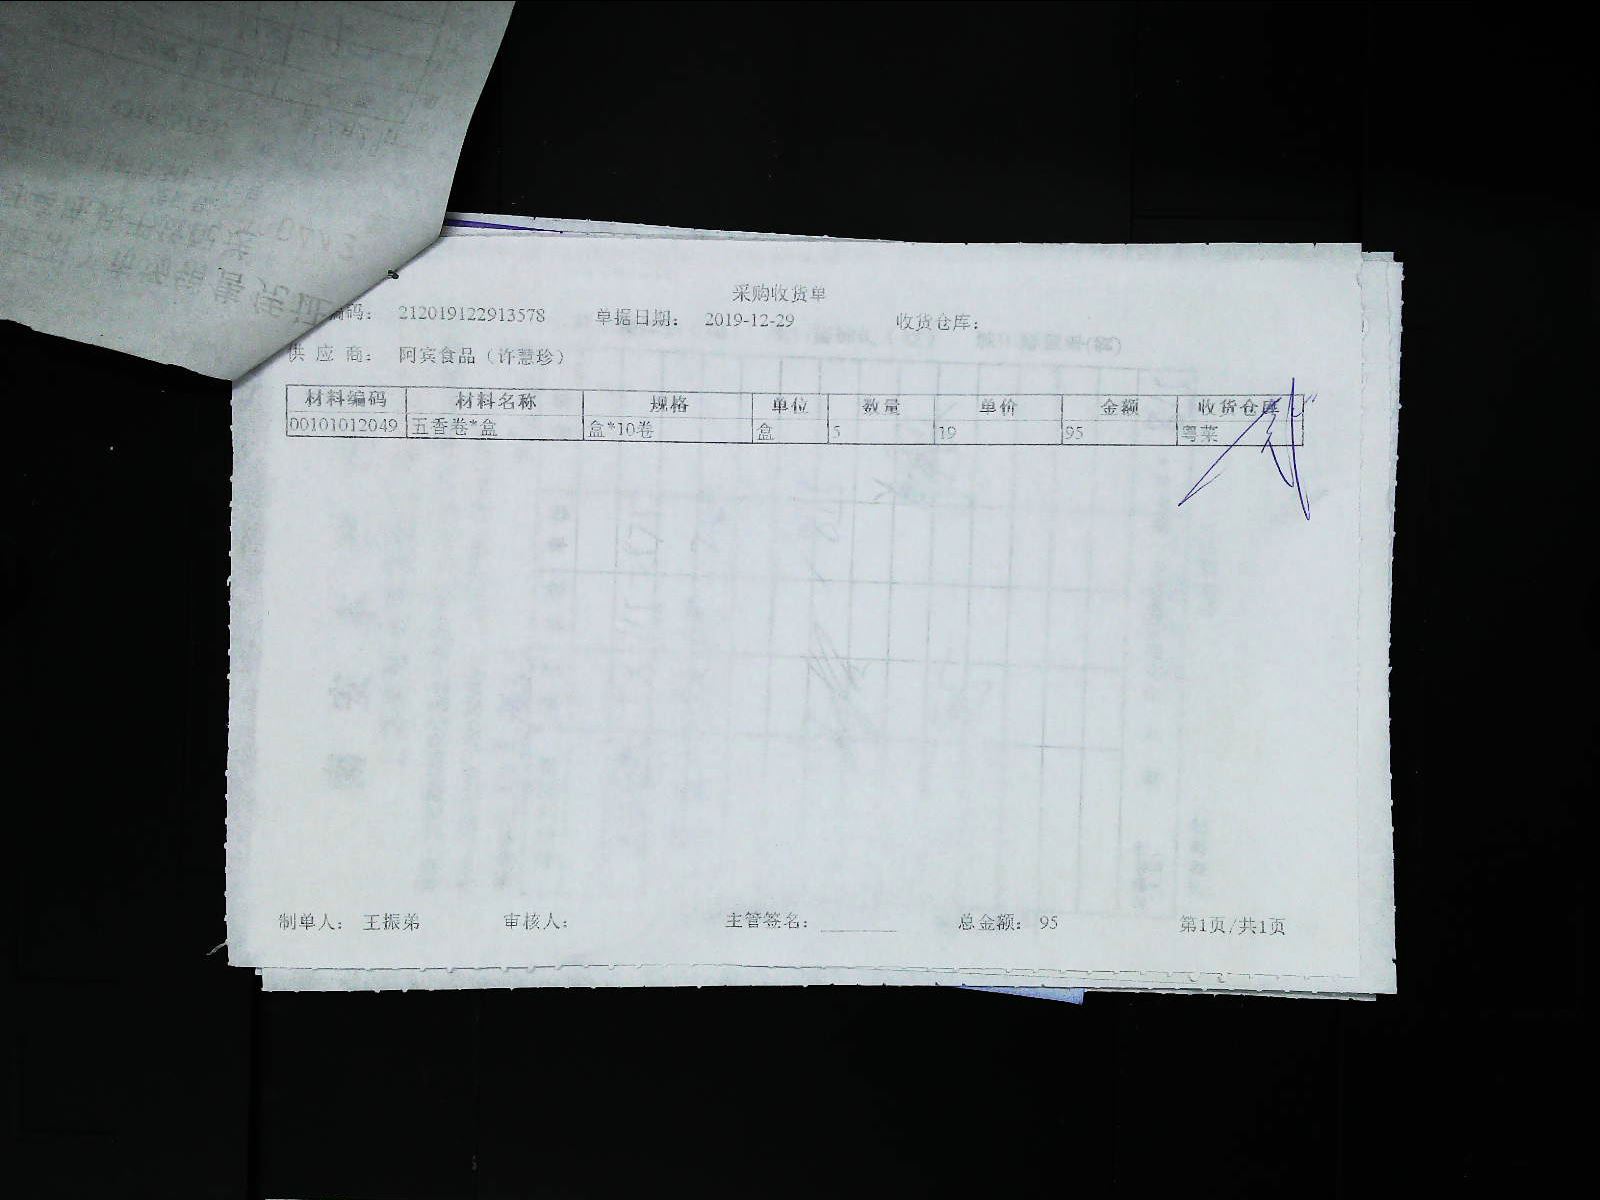 采购收货单
编码： 212019122913578 单据日期： 2019-12-29 收货仓库：
供 应 商： 阿宾食品（许慧珍）
材料编码 材料名称 规格 单位 数量 单价 金额 收货仓库
00101012049 五香卷*盒 盒*10卷 盒 5 19 95 粤菜
制单人： 王振弟 审核人： 主管签名： 总金额： 95 第1页/共1页